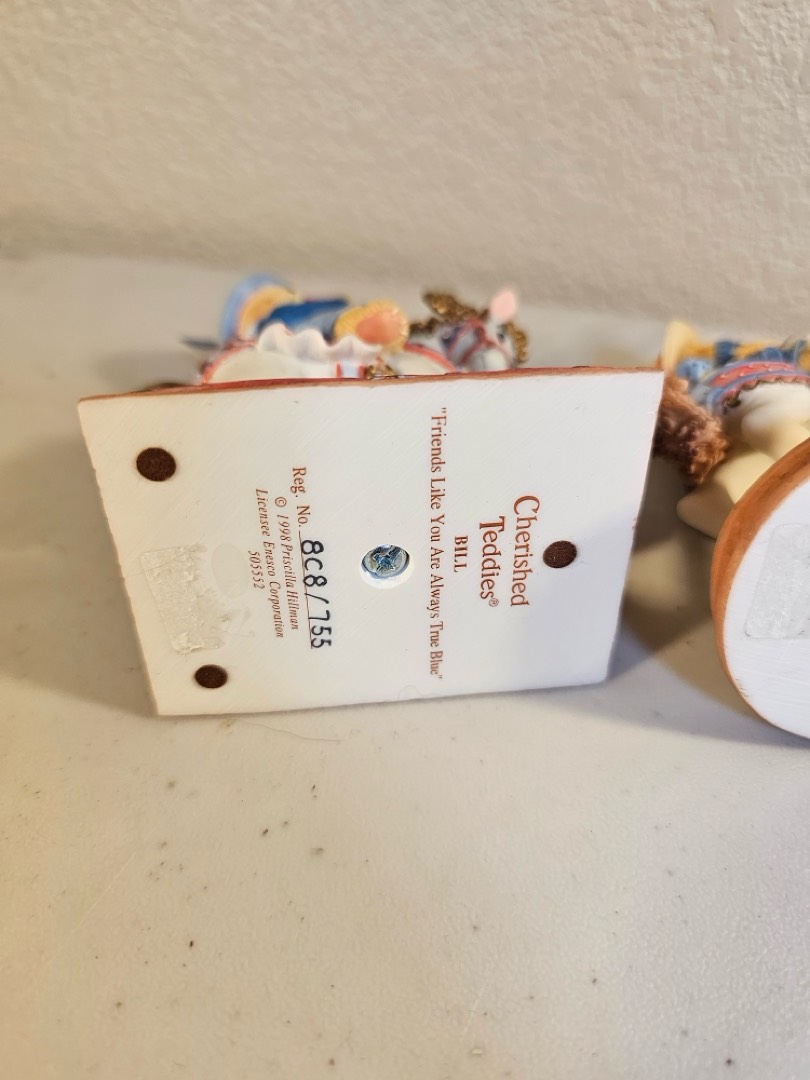 Cherished
Teddies®
BILL
"Friends Like You Are Always True Blue"
Reg. No. 8C8/755
© 1998 Priscilla Hillman
Licensee Enesco Corporation
505552